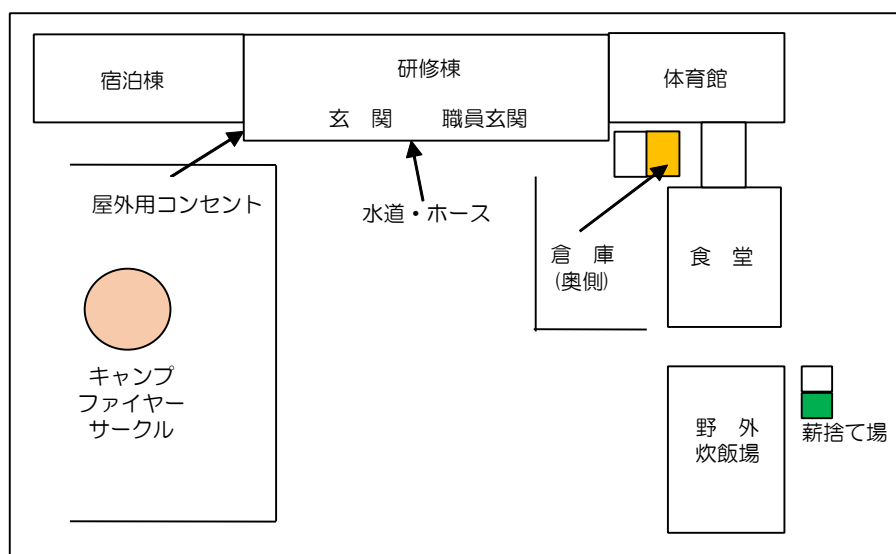 宿泊棟
研修棟
体育館
玄　関
職員玄関
屋外用コンセント
水道・ホース
倉　庫
(奥側)
食　堂
キャンプ
ファイヤー
サークル
野　外
炊飯場
薪捨て場